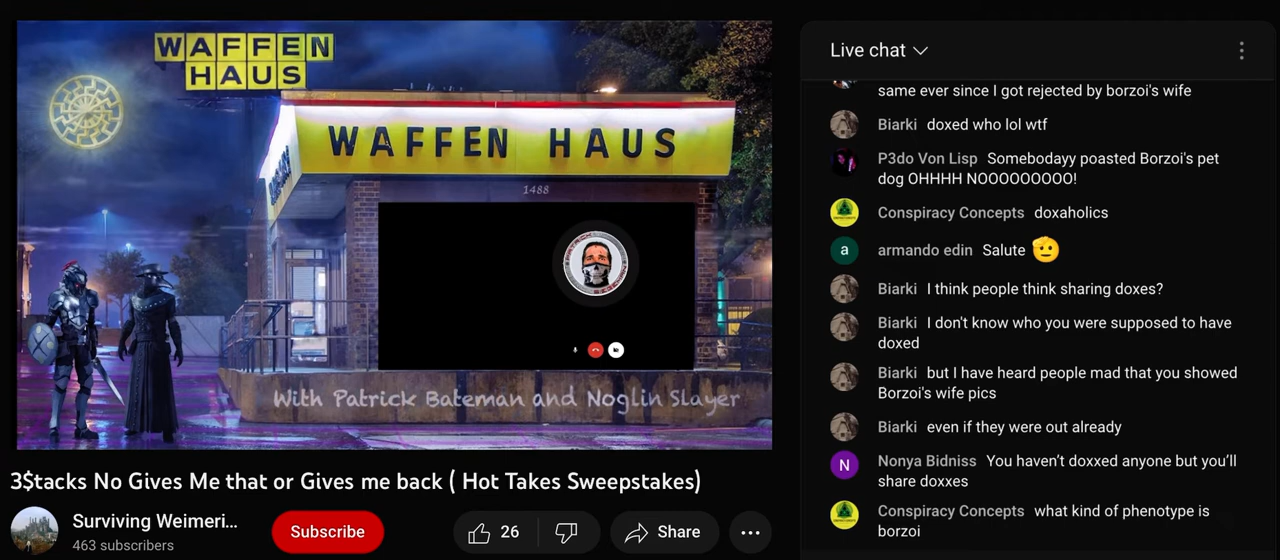 WAFFEN
HAUS
WAFFEN HAUS
1488
With Patrick Bateman and Noglin Slayer
3$tacks No Gives Me that or Gives me back ( Hot Takes Sweepstakes)
Surviving Weimeri...
463 subscribers
Subscribe
26
Share
Live chat
same ever since I got rejected by borzoi's wife
Biarki doxed who lol wtf
P3do Von Lisp Somebodayy poasted Borzoi's pet
dog OHHHH NOOOOOOOOO!
Conspiracy Concepts doxaholics
a armando edin Salute 🫡
Biarki I think people think sharing doxes?
Biarki I don't know who you were supposed to have
doxed
Biarki but I have heard people mad that you showed
Borzoi's wife pics
Biarki even if they were out already
N Nonya Bidniss You haven’t doxxed anyone but you’ll
share doxxes
Conspiracy Concepts what kind of phenotype is
borzoi